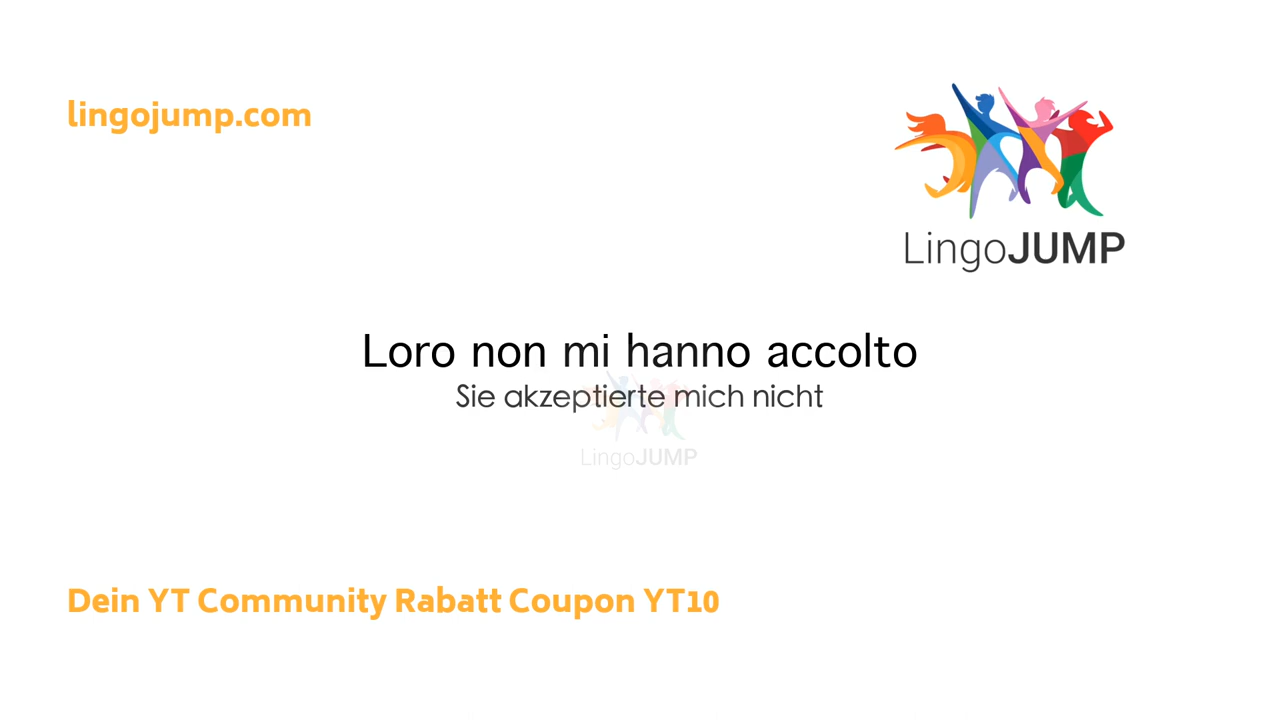 lingojump.com
LingoJUMP
Loro non mi hanno accolto
Sie akzeptierte mich nicht
LingoJUMP
Dein YT Community Rabatt Coupon YT10